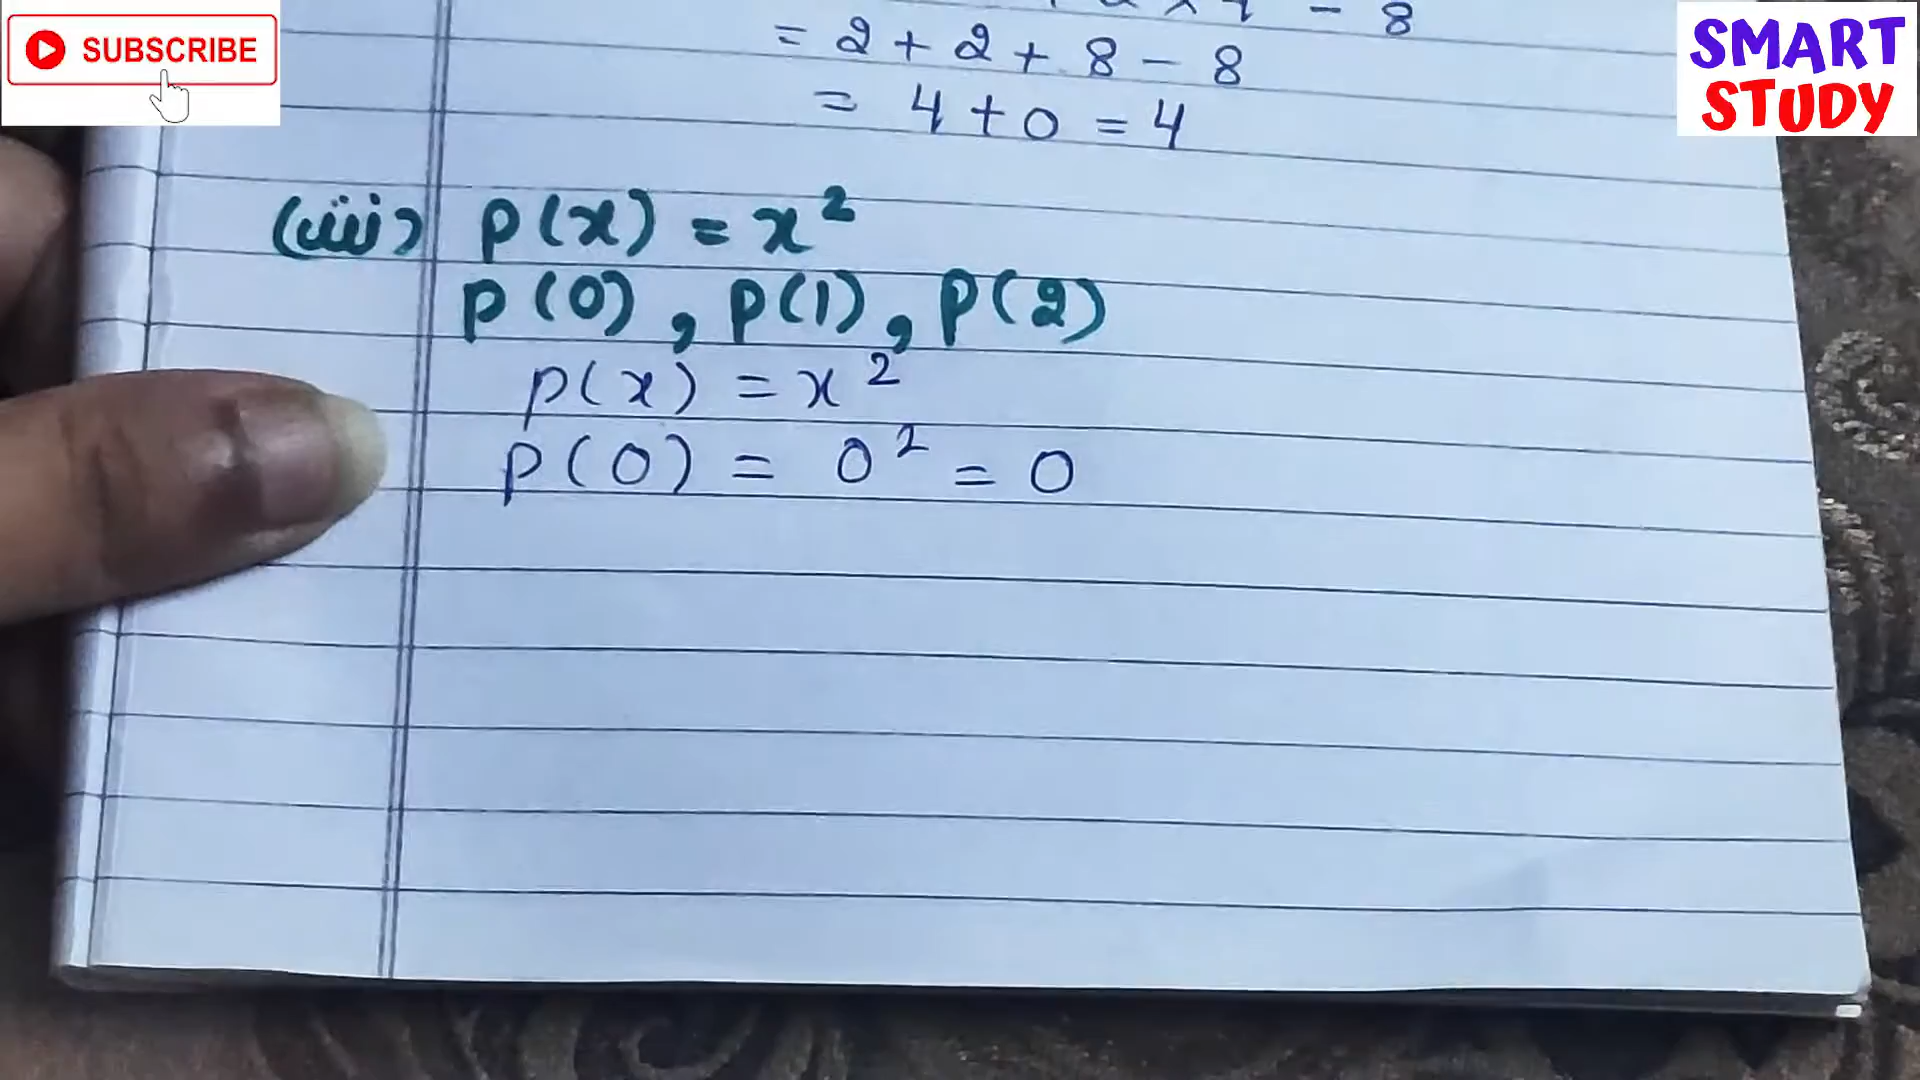 SUBSCRIBE
SMART
STUDY
- 8
= 2 + 2 + 8 - 8
= 4 + 0 = 4
(iii) P(x) = x²
P(0), P(1), P(2)
p(x) = x²
p(0) = 0² = 0